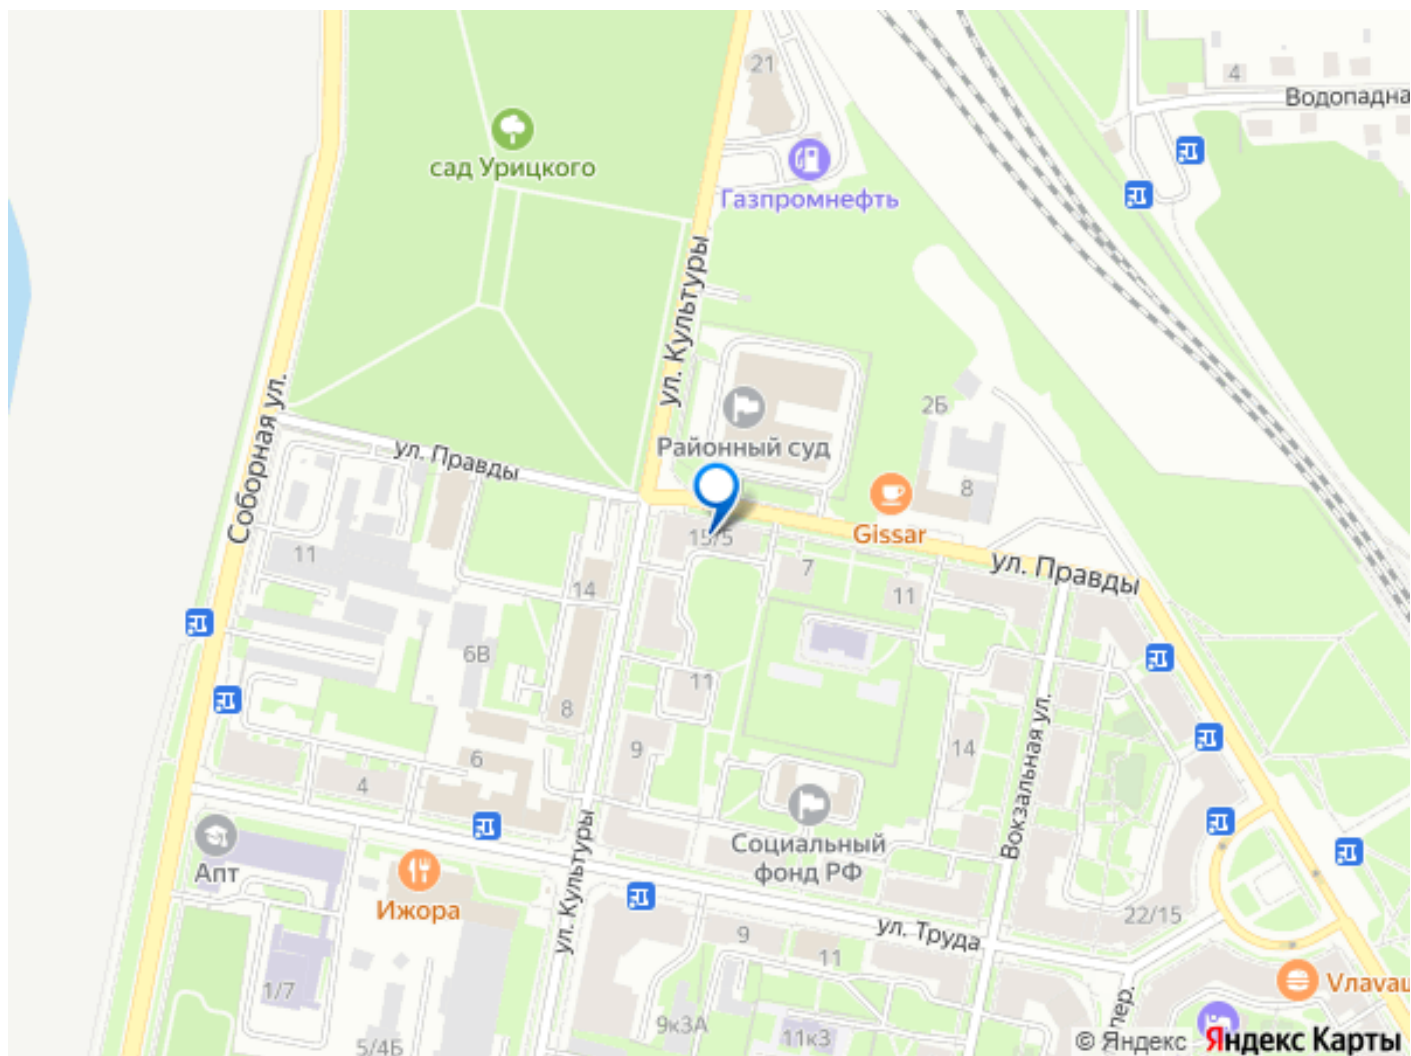 21
4
Водопадна
сад Урицкого
Газпромнефть
ул. Культуры
Соборная ул.
2Б
ул. Правды
Районный суд
8
Gissar
15/5
ул. Правды
11
7
14
11
6В
11
8
9
14
6
4
Вокзальная ул.
Апт
ул. Культуры
Социальный
фонд РФ
Ижора
22/15
9
ул. Труда
11
Vлаваш
1/7
пер.
9к3А
11к3
5/4Б
© Яндекс Яндекс Карты